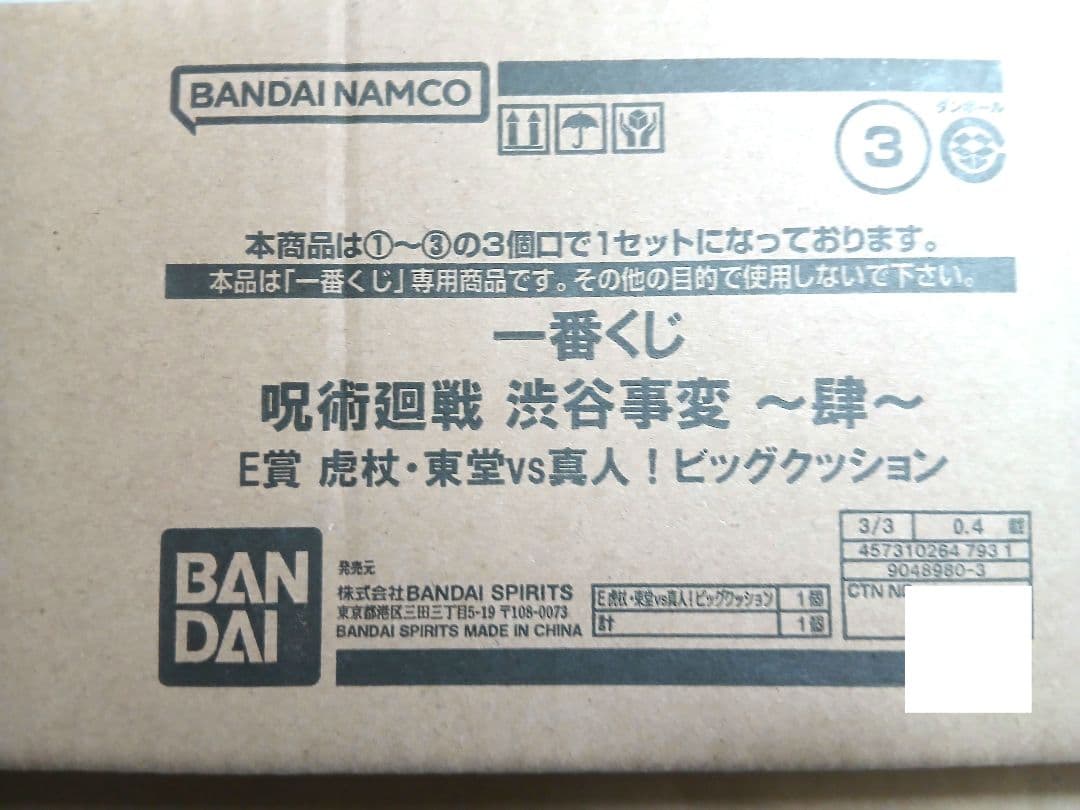 BANDAI NAMCO
3
ダンボール
本商品は①～③の3個口で1セットになっております。
本品は「一番くじ」専用商品です。その他の目的で使用しないで下さい。
一番くじ
呪術廻戦 渋谷事変 ～肆～
E賞 虎杖・東堂vs真人！ビッグクッション
BAN
DAI
発売元
株式会社BANDAI SPIRITS
東京都港区三田三丁目5-19 〒108-0073
BANDAI SPIRITS MADE IN CHINA
E 虎杖・東堂vs真人！ビッグクッション 1個
計 1個
3/3 0.4
457310264 793 1
9048980-3
CTN NO